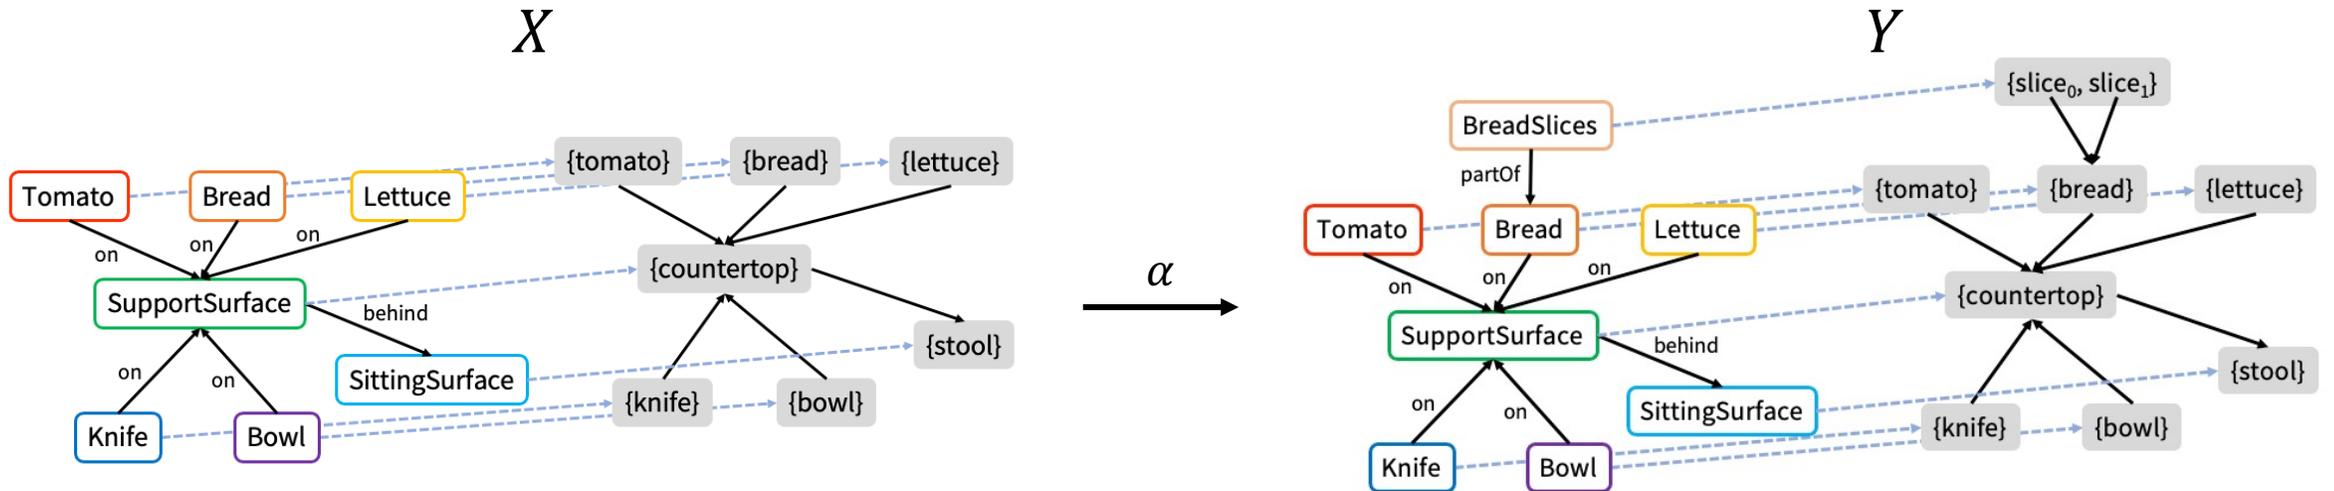 X
{tomato} {bread} {lettuce}
Tomato Bread Lettuce
on on on
{countertop}
SupportSurface
behind
{stool}
on on
SittingSurface
{knife} {bowl}
Knife Bowl
α
Y
{slice₀, slice₁}
BreadSlices
partOf
{tomato} {bread} {lettuce}
Tomato Bread Lettuce
on on on
{countertop}
SupportSurface
behind
{stool}
on on
SittingSurface
{knife} {bowl}
Knife Bowl